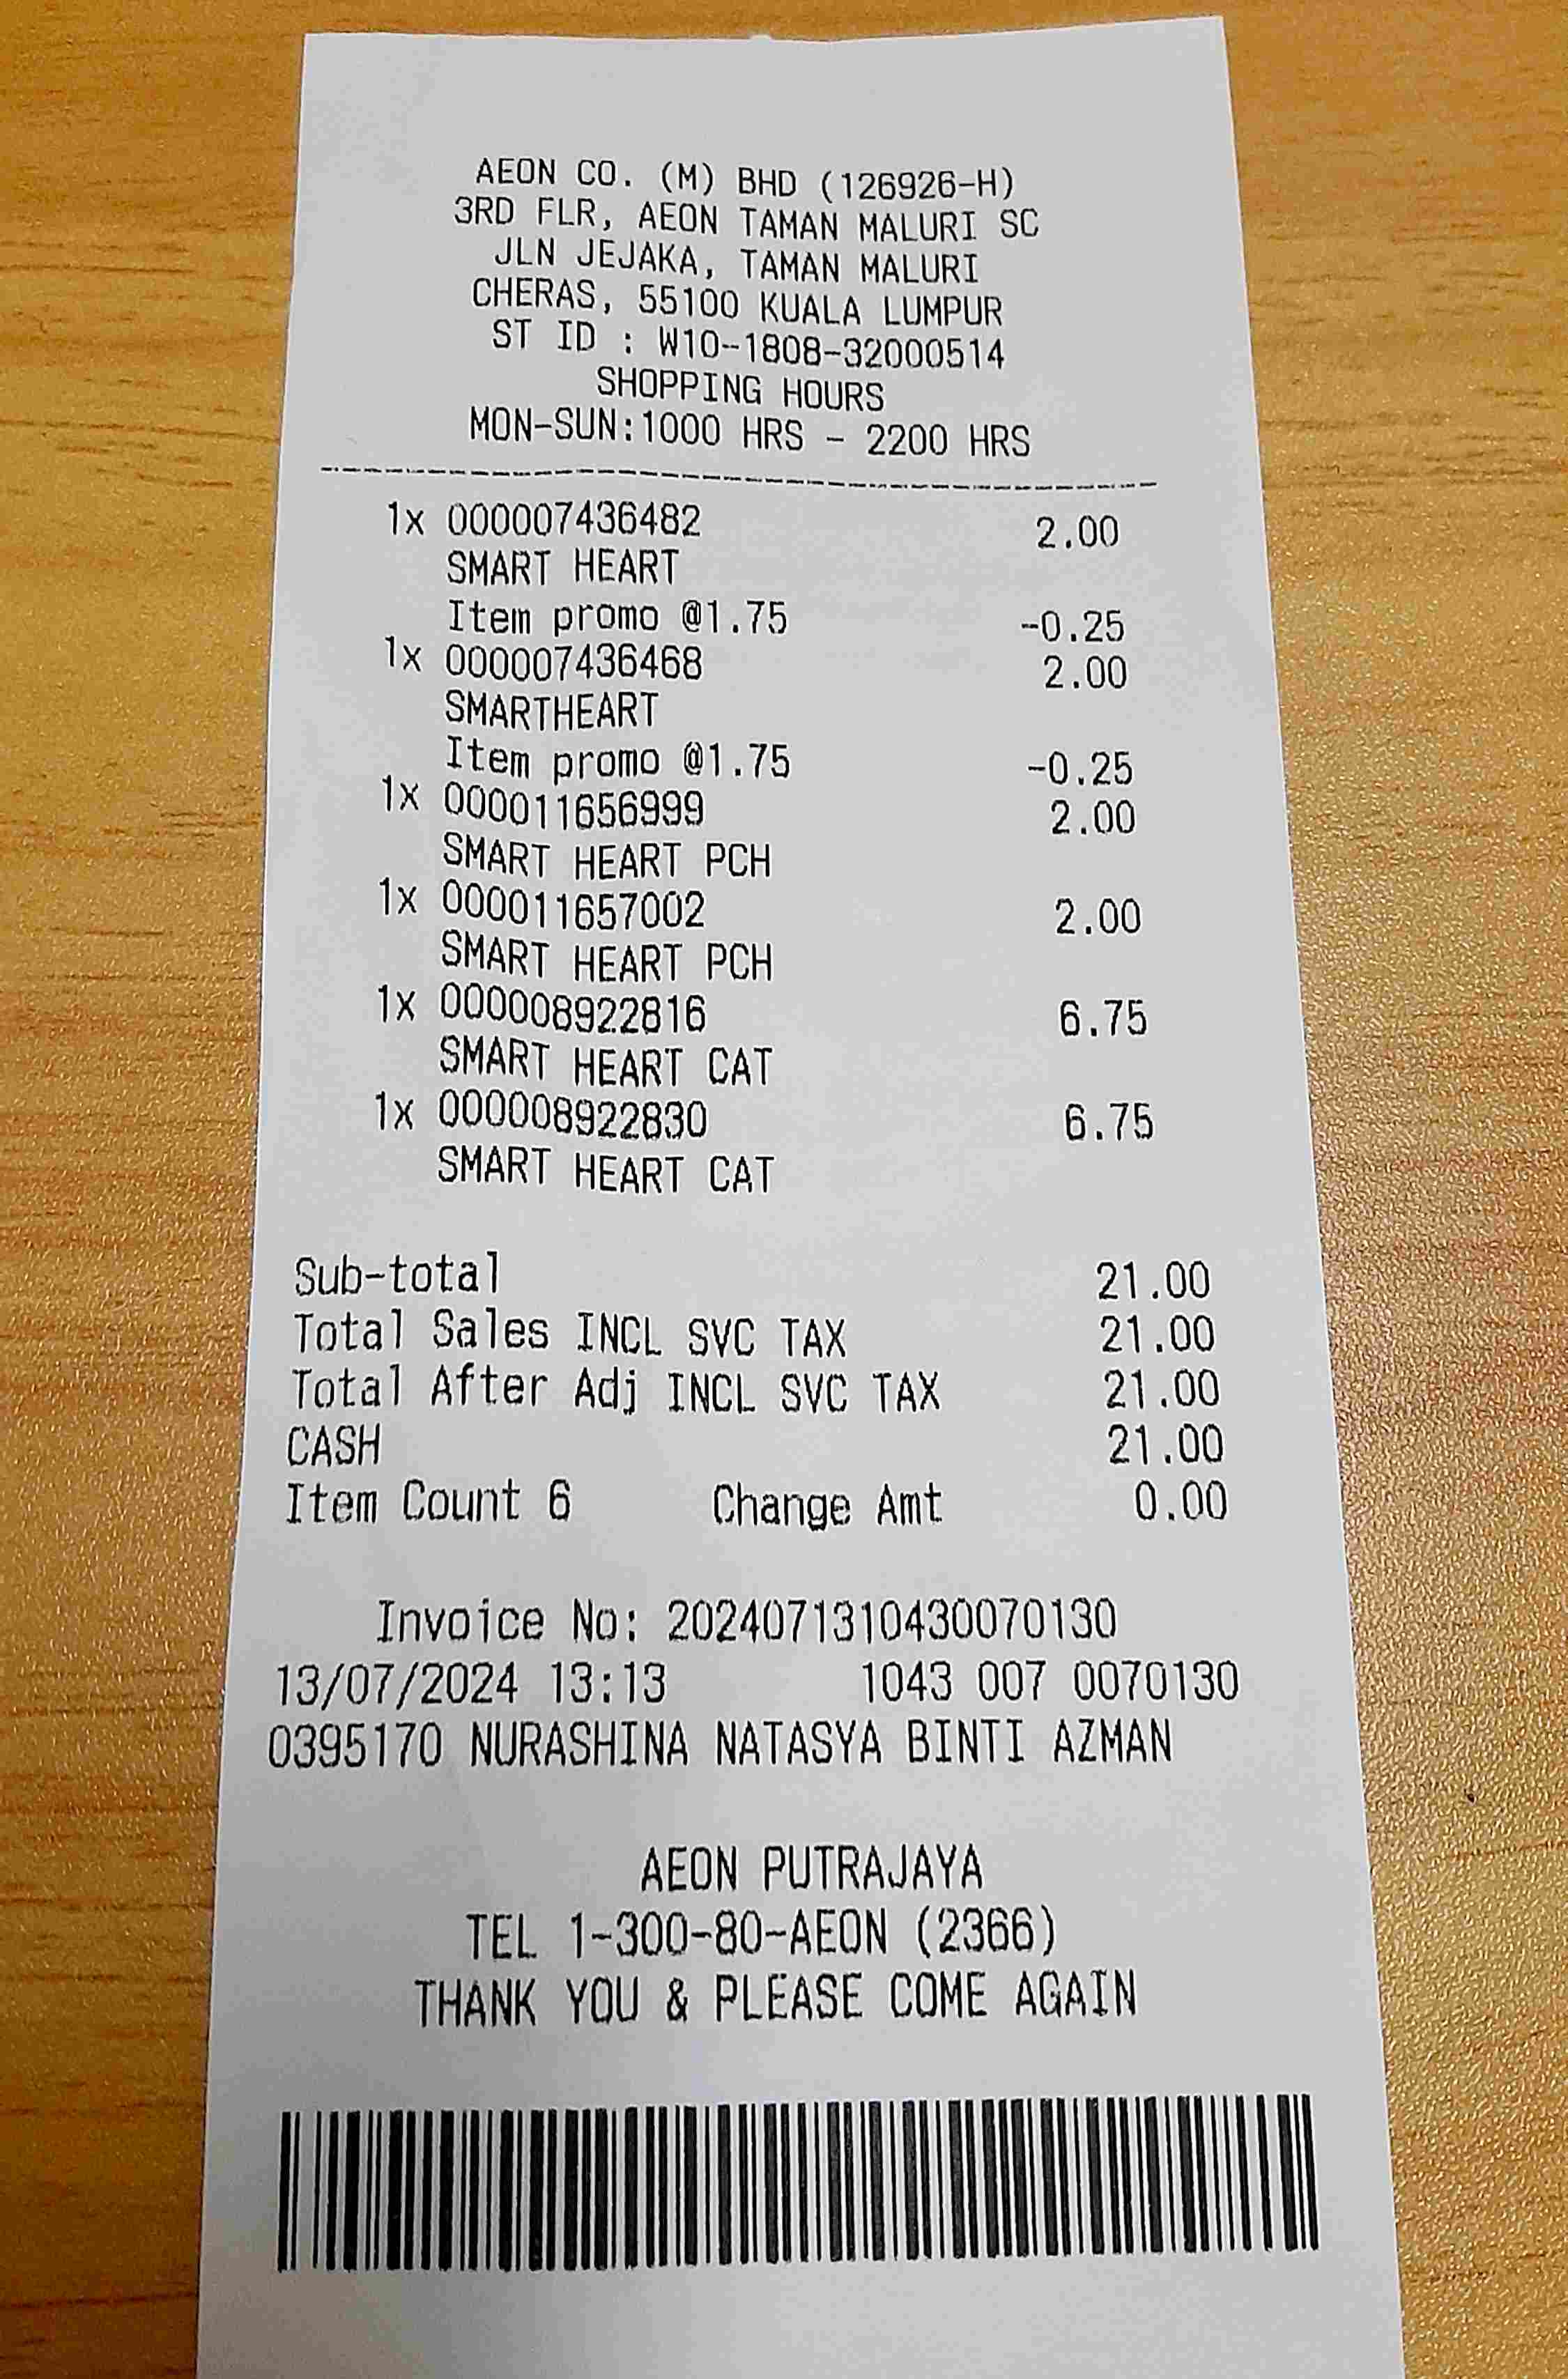 AEON CO. (M) BHD (126926-H)
3RD FLR, AEON TAMAN MALURI SC
JLN JEJAKA, TAMAN MALURI
CHERAS, 55100 KUALA LUMPUR
ST ID : W10-1808-32000514
SHOPPING HOURS
MON-SUN:1000 HRS - 2200 HRS
1x 000007436482 2.00
SMART HEART
Item promo @1.75 -0.25
1x 000007436468 2.00
SMARTHEART
Item promo @1.75 -0.25
1x 000011656999 2.00
SMART HEART PCH
1x 000011657002 2.00
SMART HEART PCH
1x 000008922816 6.75
SMART HEART CAT
1x 000008922830 6.75
SMART HEART CAT
Sub-total 21.00
Total Sales INCL SVC TAX 21.00
Total After Adj INCL SVC TAX 21.00
CASH 21.00
Item Count 6 Change Amt 0.00
Invoice No: 2024071310430070130
13/07/2024 13:13 1043 007 0070130
0395170 NURASHINA NATASYA BINTI AZMAN
AEON PUTRAJAYA
TEL 1-300-80-AEON (2366)
THANK YOU & PLEASE COME AGAIN